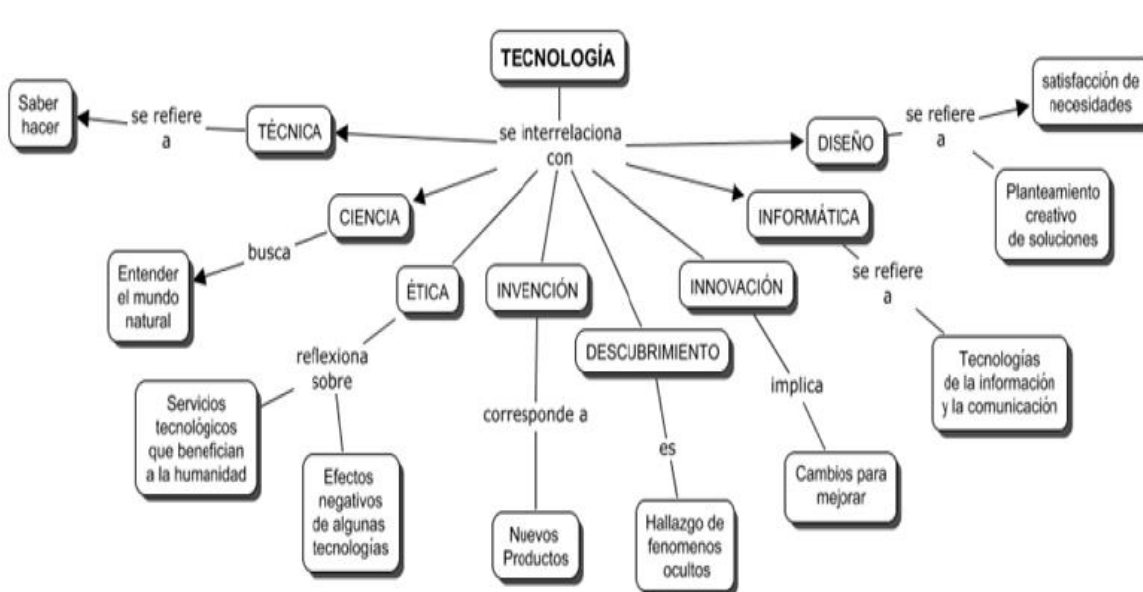 TECNOLOGÍA
se interrelaciona
con
Saber
hacer
se refiere
a
TÉCNICA
CIENCIA
busca
Entender
el mundo
natural
ÉTICA
reflexiona
sobre
Servicios
tecnológicos
que benefician
a la humanidad
Efectos
negativos
de algunas
tecnologías
INVENCIÓN
corresponde a
Nuevos
Productos
DESCUBRIMIENTO
es
Hallazgo de
fenomenos
ocultos
INNOVACIÓN
implica
Cambios para
mejorar
INFORMÁTICA
se refiere
a
Tecnologías
de la información
y la comunicación
DISEÑO
se refiere
a
satisfacción de
necesidades
Planteamiento
creativo
de soluciones